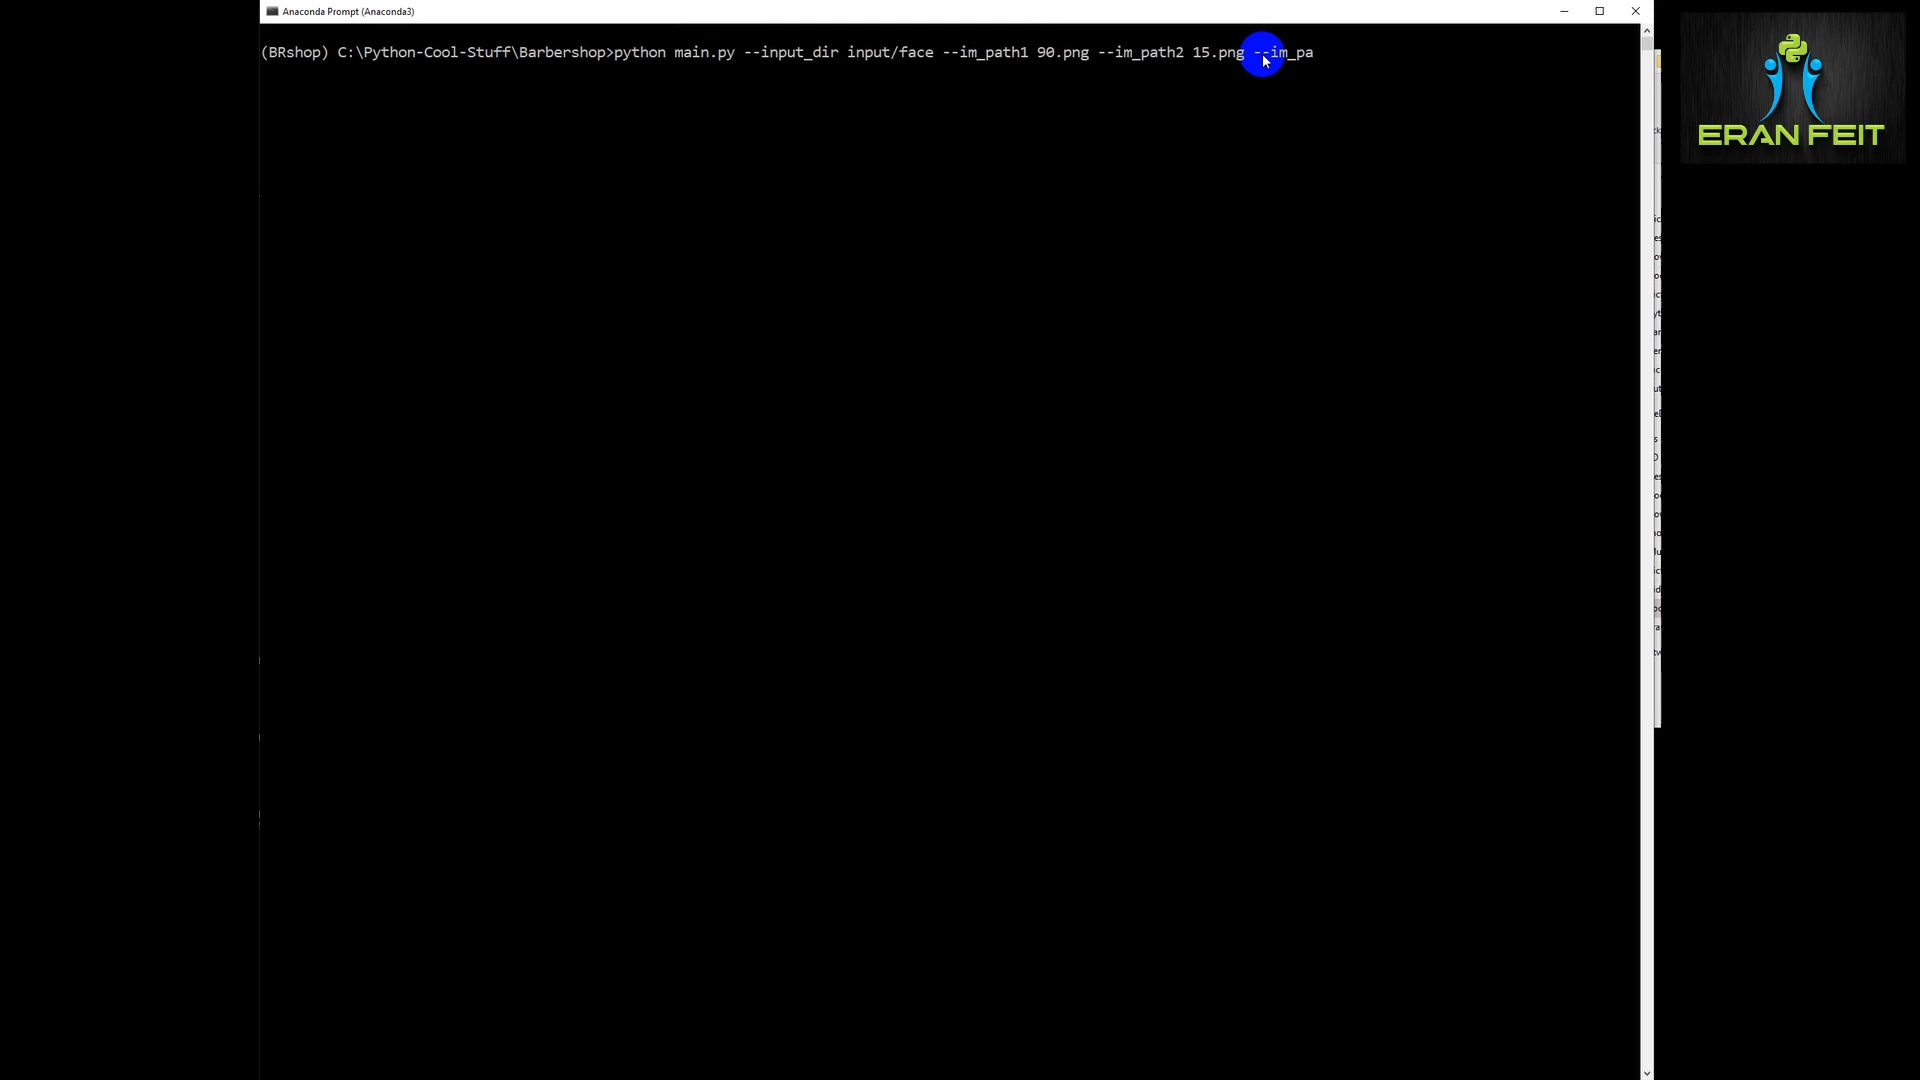 Anaconda Prompt (Anaconda3)
(BRshop) C:\Python-Cool-Stuff\Barbershop>python main.py --input_dir input/face --im_path1 90.png --im_path2 15.png --im_pa
ERAN FEIT